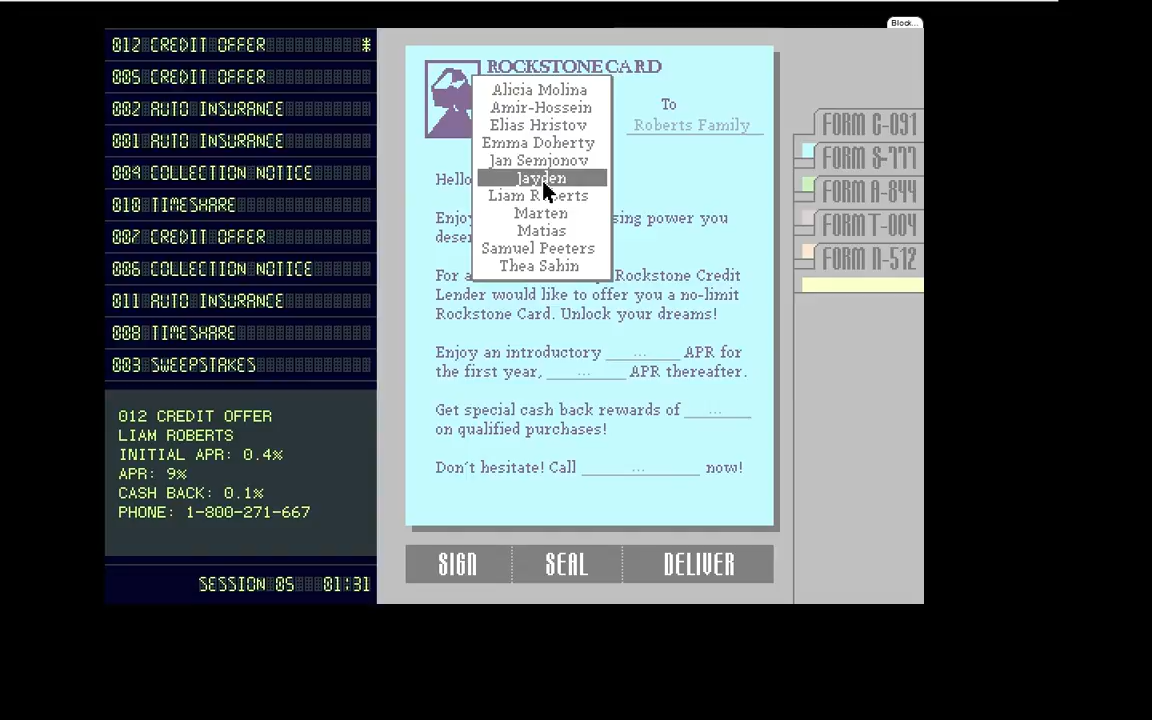 Block...
012 CREDIT OFFER *
005 CREDIT OFFER
002 AUTO INSURANCE
001 AUTO INSURANCE
004 COLLECTION NOTICE
010 TIMESHARE
007 CREDIT OFFER
006 COLLECTION NOTICE
011 AUTO INSURANCE
008 TIMESHARE
003 SWEEPSTAKES
012 CREDIT OFFER
LIAM ROBERTS
INITIAL APR: 0.4%
APR: 9%
CASH BACK: 0.1%
PHONE: 1-800-271-667
SESSION 05 01:31
ROCKSTONE CARD
To
Roberts Family
Hello
Alicia Molina
Amir-Hossein
Elias Hristov
Emma Doherty
Jan Semjonov
Jayden
Liam Roberts
Marten
Matias
Samuel Peeters
Thea Sahin
Enjoy sing power you
dese
For a Rockstone Credit
Lender would like to offer you a no-limit
Rockstone Card. Unlock your dreams!
Enjoy an introductory ... APR for
the first year, ... APR thereafter.
Get special cash back rewards of ...
on qualified purchases!
Don't hesitate! Call ... now!
SIGN SEAL DELIVER
FORM G-091
FORM S-777
FORM A-844
FORM T-004
FORM N-512